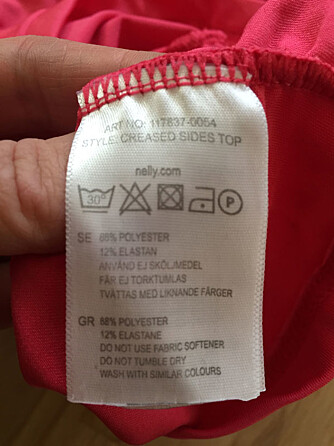 ART NO: 117837-0054
STYLE: CREASED SIDES TOP
nelly.com
30°
P
SE 88% POLYESTER
12% ELASTAN
ANVÄND EJ SKÖLJMEDEL
FÅR EJ TORKTUMLAS
TVÄTTAS MED LIKNANDE FÄRGER
GR 88% POLYESTER
12% ELASTANE
DO NOT USE FABRIC SOFTENER
DO NOT TUMBLE DRY
WASH WITH SIMILAR COLOURS